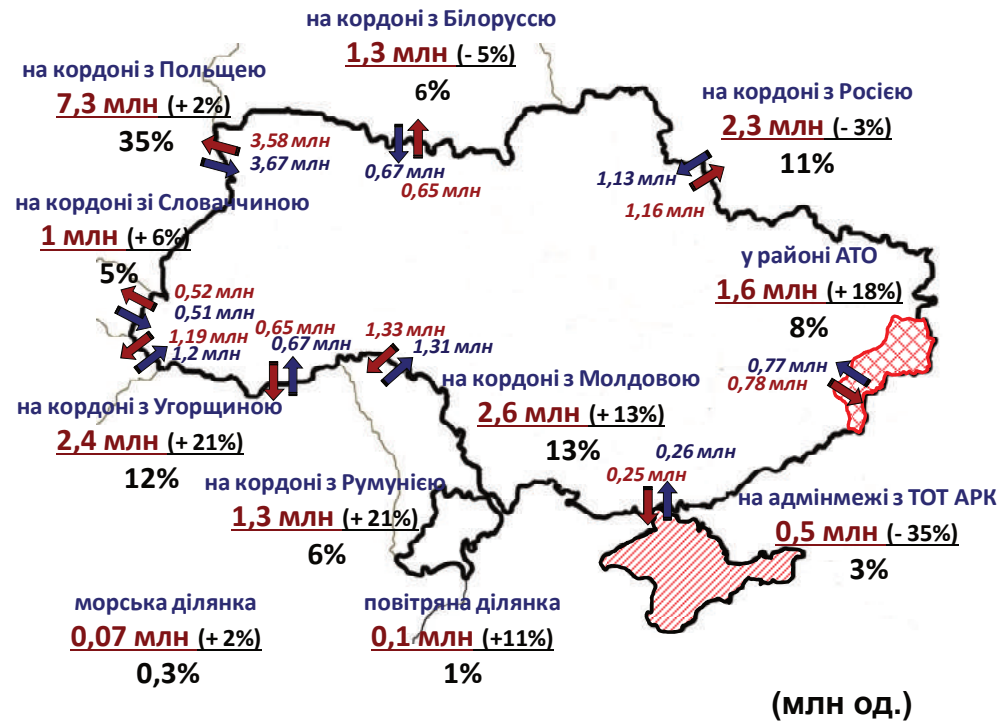 на кордоні з Білоруссю
1,3 млн (- 5%)
6%
на кордоні з Польщею
7,3 млн (+ 2%)
35%
3,58 млн
3,67 млн
0,67 млн
0,65 млн
на кордоні з Росією
2,3 млн (- 3%)
11%
1,13 млн
1,16 млн
на кордоні зі Словаччиною
1 млн (+ 6%)
5%
0,52 млн
0,51 млн
1,19 млн
1,2 млн
0,65 млн
0,67 млн
1,33 млн
1,31 млн
у районі АТО
1,6 млн (+ 18%)
8%
0,77 млн
0,78 млн
на кордоні з Угорщиною
2,4 млн (+ 21%)
12%
на кордоні з Молдовою
2,6 млн (+ 13%)
13%
0,25 млн
0,26 млн
на кордоні з Румунією
1,3 млн (+ 21%)
6%
на адмінмежі з ТОТ АРК
0,5 млн (- 35%)
3%
морська ділянка
0,07 млн (+ 2%)
0,3%
повітряна ділянка
0,1 млн (+11%)
1%
(млн од.)